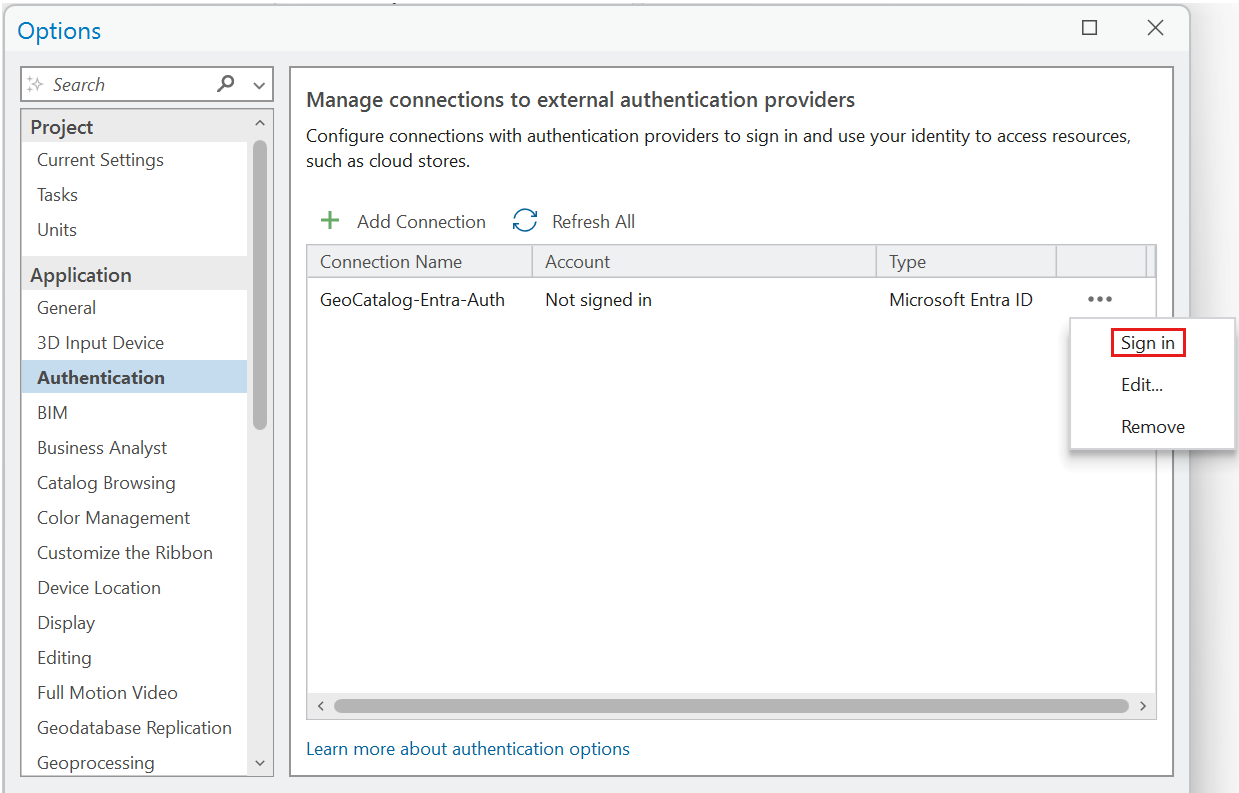 Options
Search
Project
Current Settings
Tasks
Units
Application
General
3D Input Device
Authentication
BIM
Business Analyst
Catalog Browsing
Color Management
Customize the Ribbon
Device Location
Display
Editing
Full Motion Video
Geodatabase Replication
Geoprocessing
Manage connections to external authentication providers
Configure connections with authentication providers to sign in and use your identity to access resources,
such as cloud stores.
Add Connection Refresh All
Connection Name Account Type
GeoCatalog-Entra-Auth Not signed in Microsoft Entra ID •••
Sign in
Edit...
Remove
Learn more about authentication options